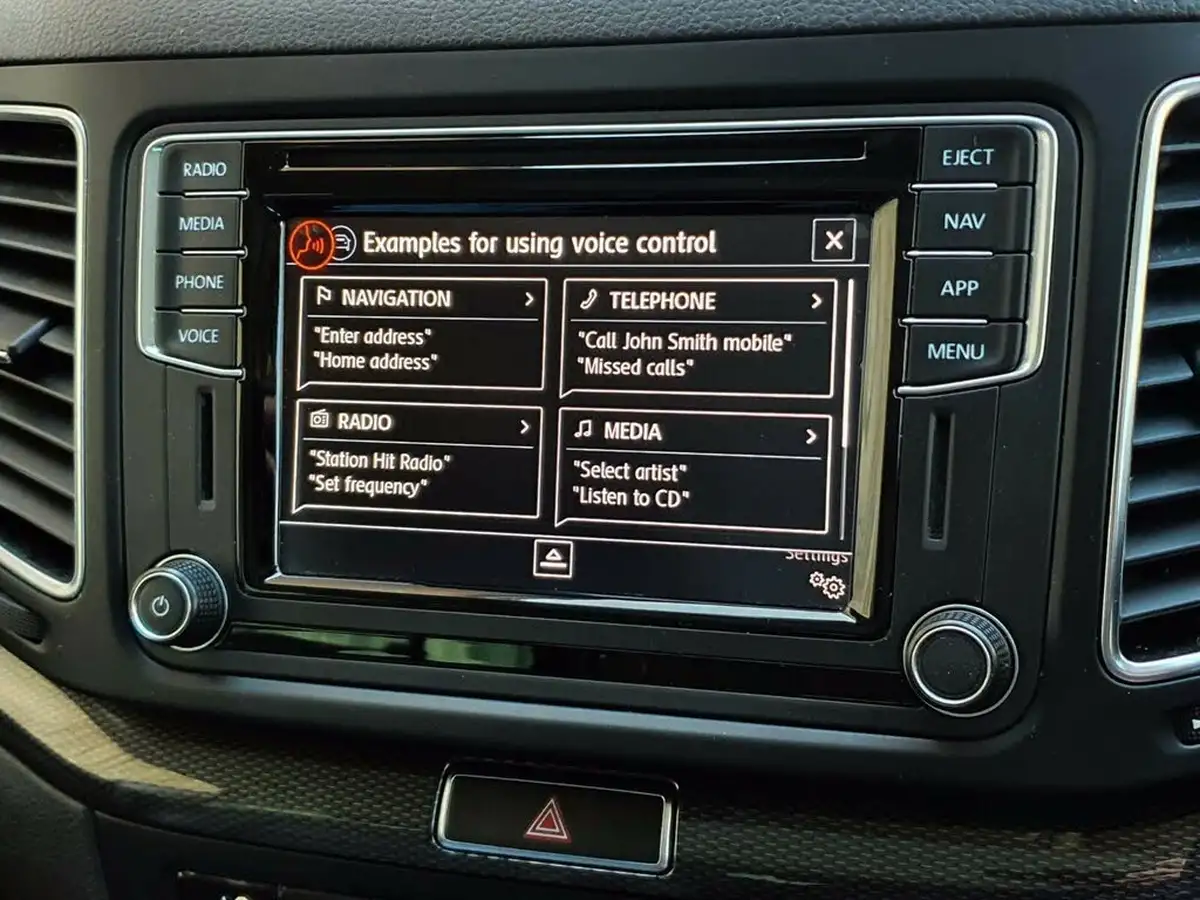 RADIO
MEDIA
PHONE
VOICE
Examples for using voice control
NAVIGATION
"Enter address"
"Home address"
TELEPHONE
"Call John Smith mobile"
"Missed calls"
RADIO
"Station Hit Radio"
"Set frequency"
MEDIA
"Select artist"
"Listen to CD"
Settings
EJECT
NAV
APP
MENU